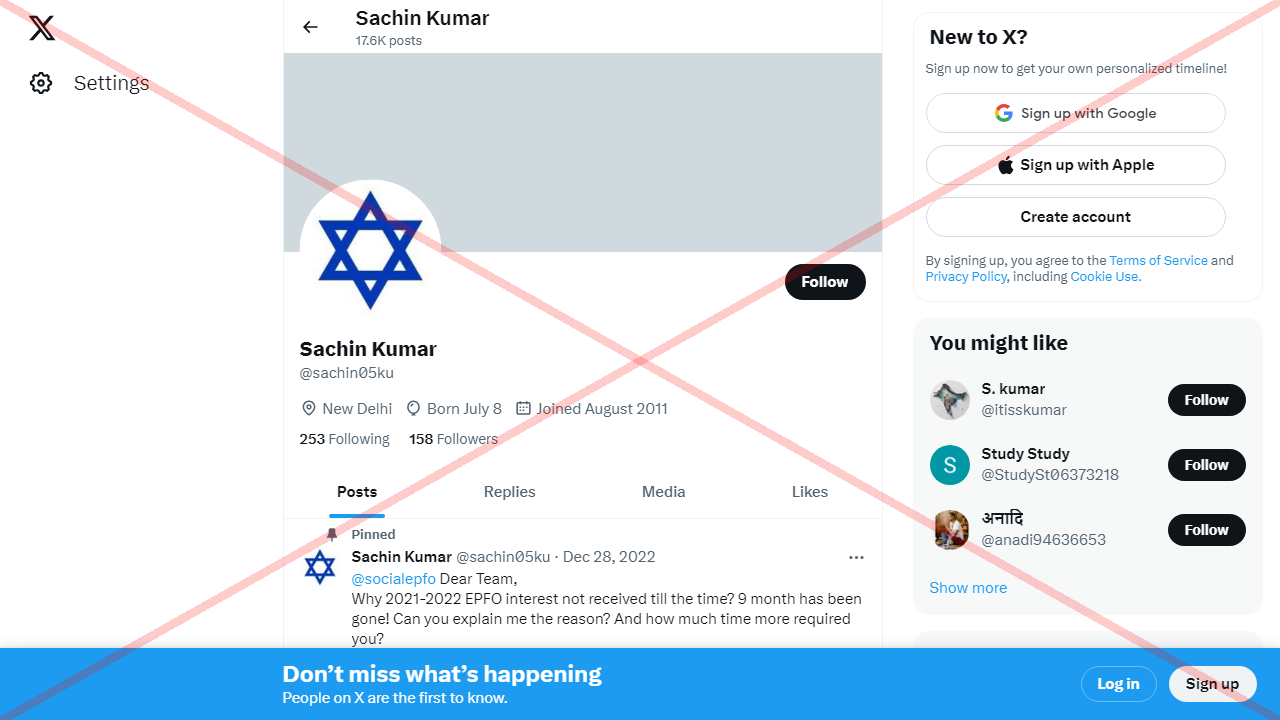 Settings
Sachin Kumar
17.6K posts
Follow
Sachin Kumar
@sachin05ku
New Delhi Born July 8 Joined August 2011
253 Following 158 Followers
Posts Replies Media Likes
Pinned
Sachin Kumar @sachin05ku · Dec 28, 2022
@socialepfo Dear Team,
Why 2021-2022 EPFO interest not received till the time? 9 month has been
gone! Can you explain me the reason? And how much time more required
you?
New to X?
Sign up now to get your own personalized timeline!
Sign up with Google
Sign up with Apple
Create account
By signing up, you agree to the Terms of Service and
Privacy Policy, including Cookie Use.
You might like
S. kumar
@itisskumar
Follow
S
Study Study
@StudySt06373218
Follow
अनादि
@anadi94636653
Follow
Show more
Don’t miss what’s happening
People on X are the first to know.
Log in
Sign up